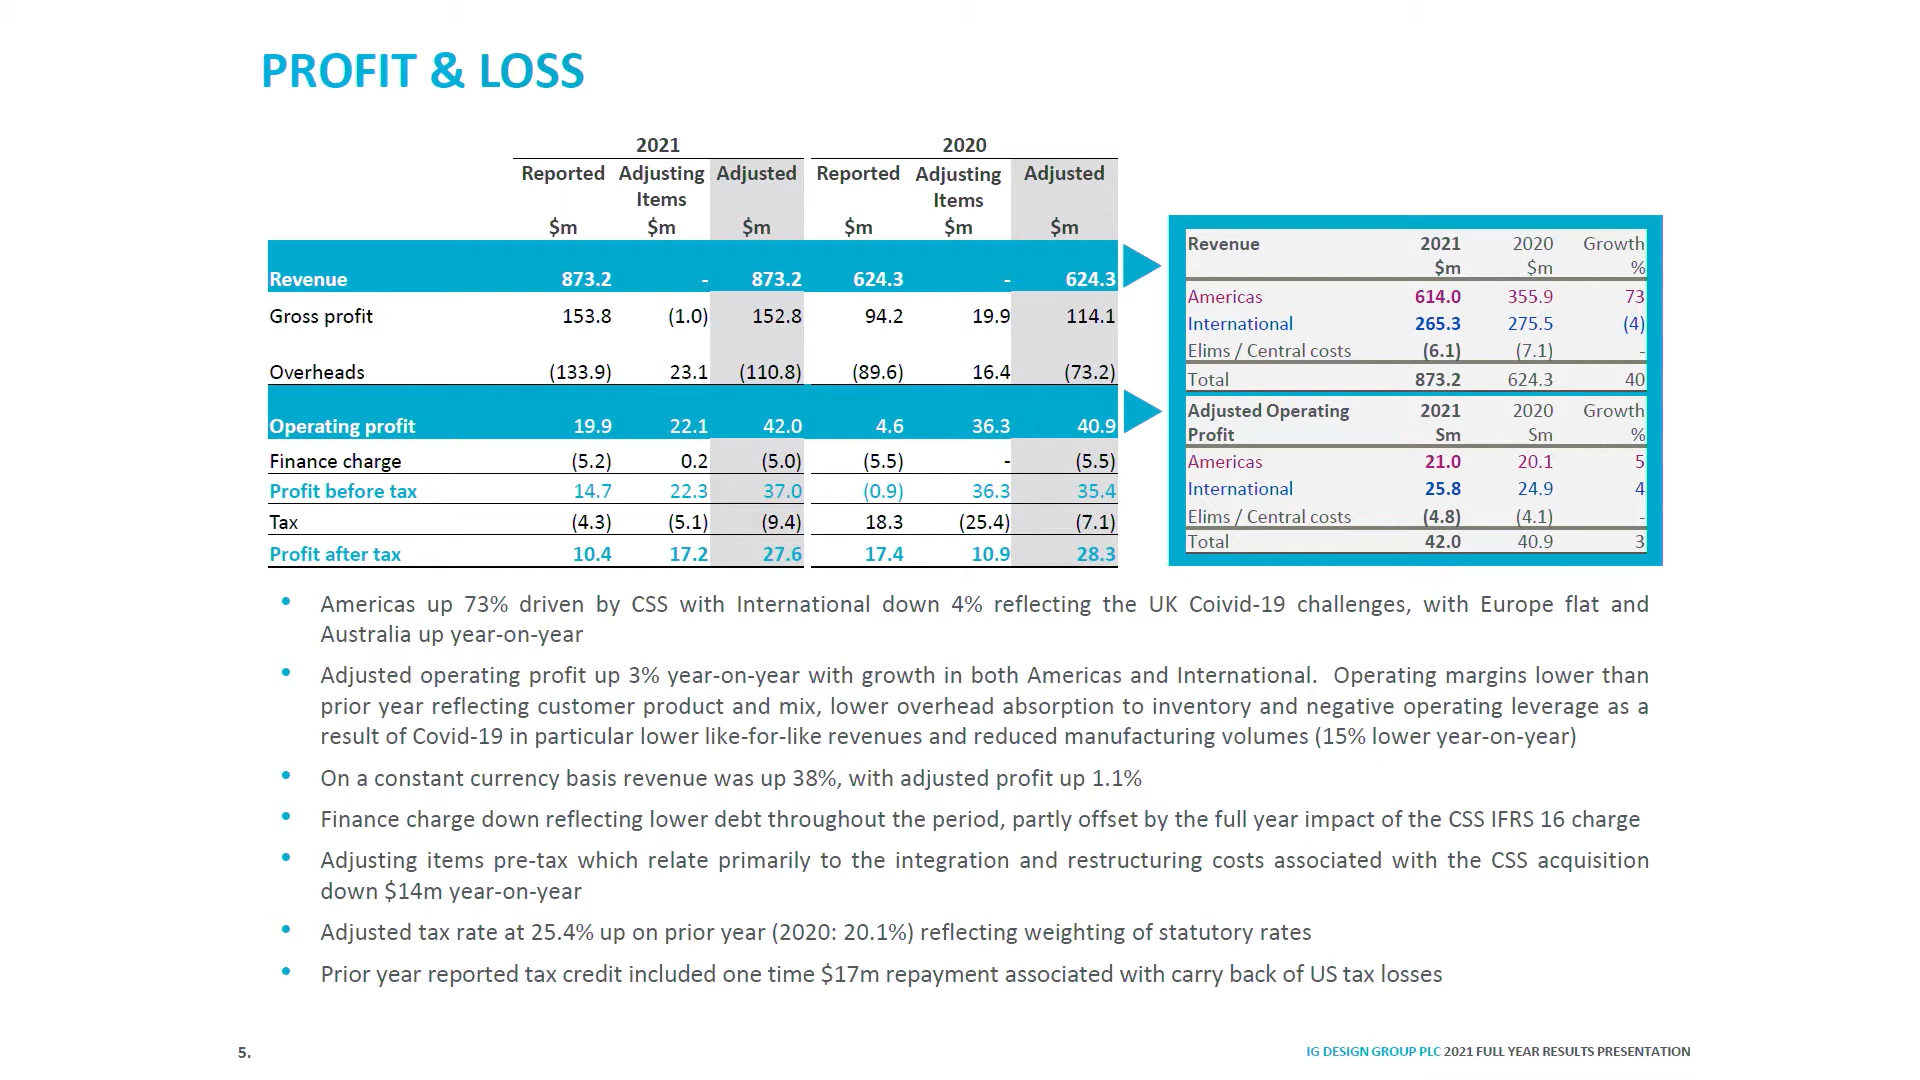 PROFIT & LOSS
2021 2020
Reported Adjusting Adjusted Reported Adjusting Adjusted
Items Items
$m $m $m $m $m $m
Revenue 873.2 - 873.2 624.3 - 624.3
Gross profit 153.8 (1.0) 152.8 94.2 19.9 114.1
Overheads (133.9) 23.1 (110.8) (89.6) 16.4 (73.2)
Operating profit 19.9 22.1 42.0 4.6 36.3 40.9
Finance charge (5.2) 0.2 (5.0) (5.5) - (5.5)
Profit before tax 14.7 22.3 37.0 (0.9) 36.3 35.4
Tax (4.3) (5.1) (9.4) 18.3 (25.4) (7.1)
Profit after tax 10.4 17.2 27.6 17.4 10.9 28.3
Revenue 2021 2020 Growth
$m $m %
Americas 614.0 355.9 73
International 265.3 275.5 (4)
Elims / Central costs (6.1) (7.1) -
Total 873.2 624.3 40
Adjusted Operating 2021 2020 Growth
Profit Sm Sm %
Americas 21.0 20.1 5
International 25.8 24.9 4
Elims / Central costs (4.8) (4.1) -
Total 42.0 40.9 3
• Americas up 73% driven by CSS with International down 4% reflecting the UK Coivid-19 challenges, with Europe flat and
Australia up year-on-year
• Adjusted operating profit up 3% year-on-year with growth in both Americas and International. Operating margins lower than
prior year reflecting customer product and mix, lower overhead absorption to inventory and negative operating leverage as a
result of Covid-19 in particular lower like-for-like revenues and reduced manufacturing volumes (15% lower year-on-year)
• On a constant currency basis revenue was up 38%, with adjusted profit up 1.1%
• Finance charge down reflecting lower debt throughout the period, partly offset by the full year impact of the CSS IFRS 16 charge
• Adjusting items pre-tax which relate primarily to the integration and restructuring costs associated with the CSS acquisition
down $14m year-on-year
• Adjusted tax rate at 25.4% up on prior year (2020: 20.1%) reflecting weighting of statutory rates
• Prior year reported tax credit included one time $17m repayment associated with carry back of US tax losses
5.
IG DESIGN GROUP PLC 2021 FULL YEAR RESULTS PRESENTATION